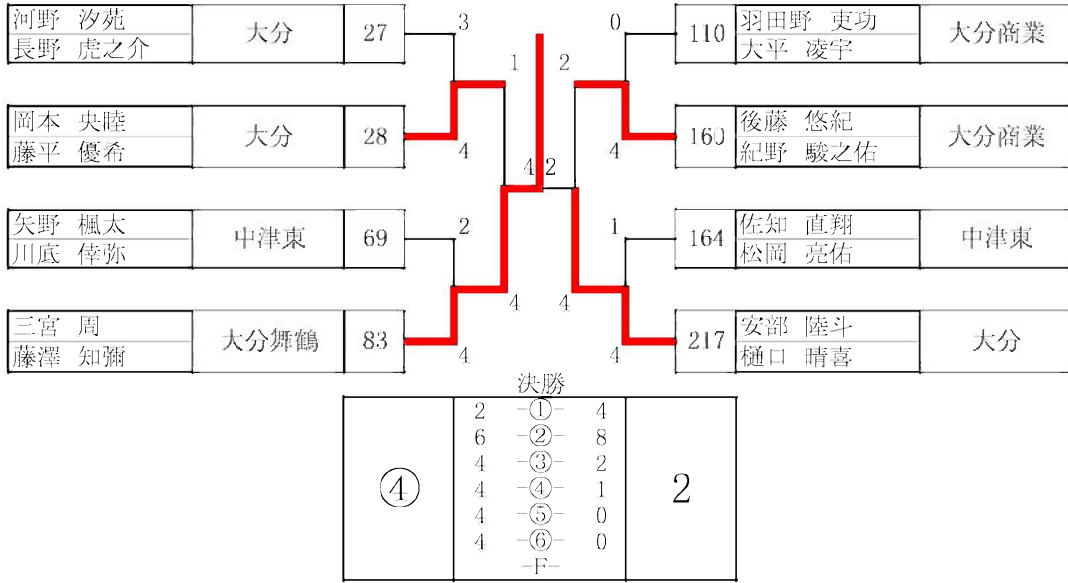 河野 汐苑
長野 虎之介
大分
27
3
岡本 央睦
藤平 優希
大分
28
4
1
矢野 楓太
川底 倖弥
中津東
69
2
三宮 周
藤澤 知彌
大分舞鶴
83
4
4
4
2
0
110
羽田野 吏功
大平 凌宇
大分商業
2
4
160
後藤 悠紀
紀野 駿之佑
大分商業
1
164
佐知 直翔
松岡 亮佑
中津東
4
4
217
安部 陸斗
樋口 晴喜
大分
決勝
④
2 -①- 4
6 -②- 8
4 -③- 2
4 -④- 1
4 -⑤- 0
4 -⑥- 0
-F-
2